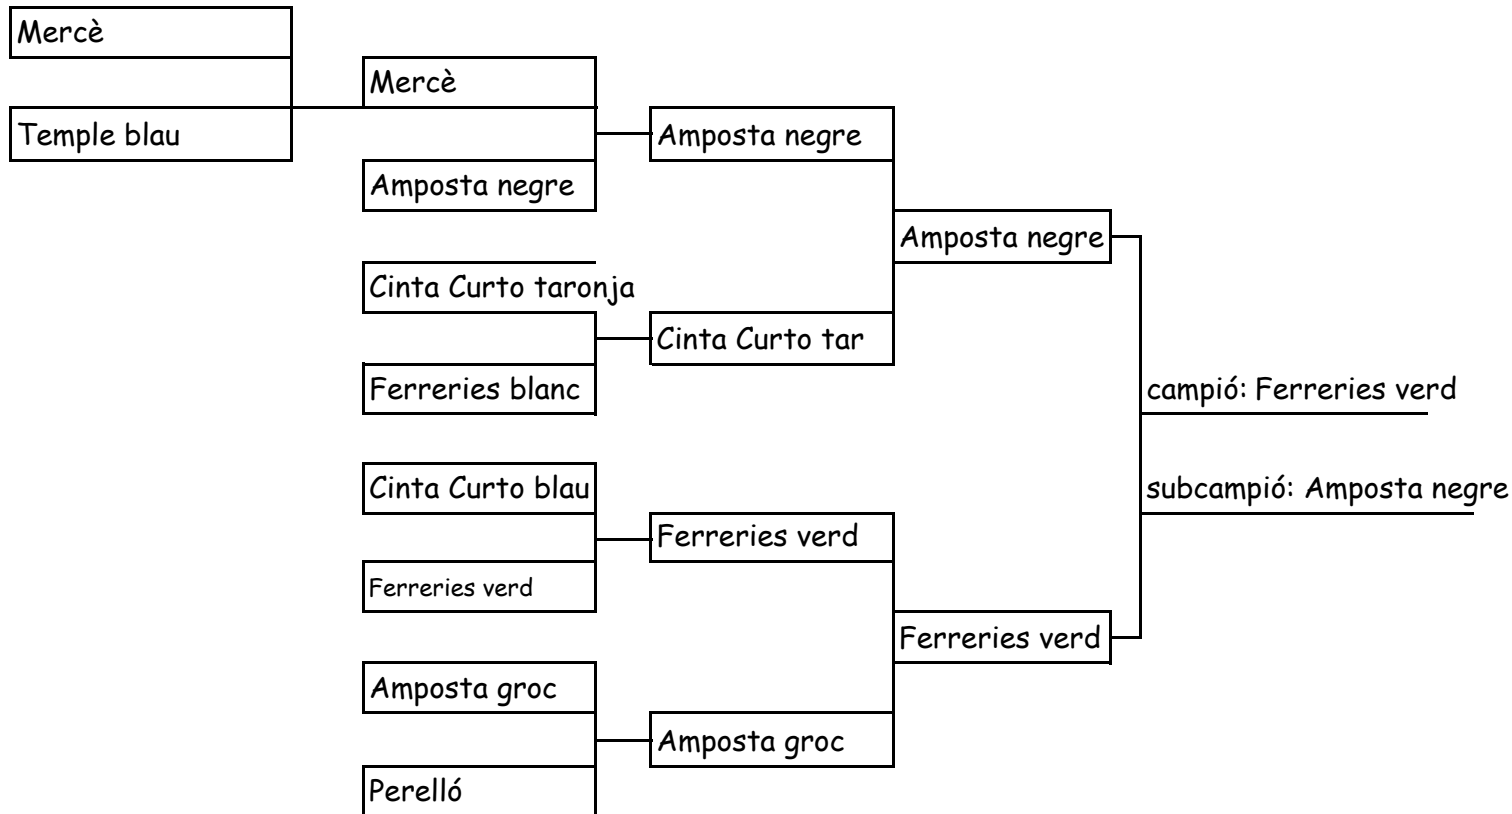 Mercè
Mercè
Temple blau
Amposta negre
Amposta negre
Amposta negre
Cinta Curto taronja
Cinta Curto tar
Ferreries blanc
campió: Ferreries verd
Cinta Curto blau
subcampió: Amposta negre
Ferreries verd
Ferreries verd
Ferreries verd
Amposta groc
Amposta groc
Perelló